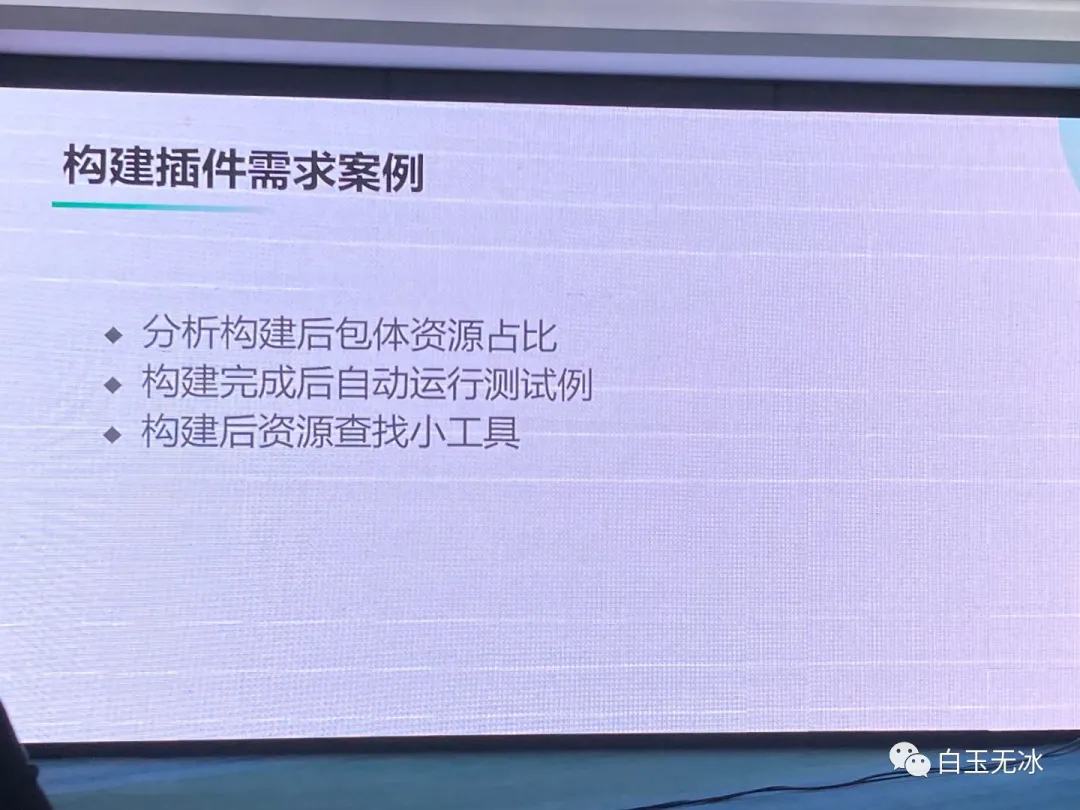 构建插件需求案例
◆ 分析构建后包体资源占比
◆ 构建完成后自动运行测试例
◆ 构建后资源查找小工具
白玉无冰